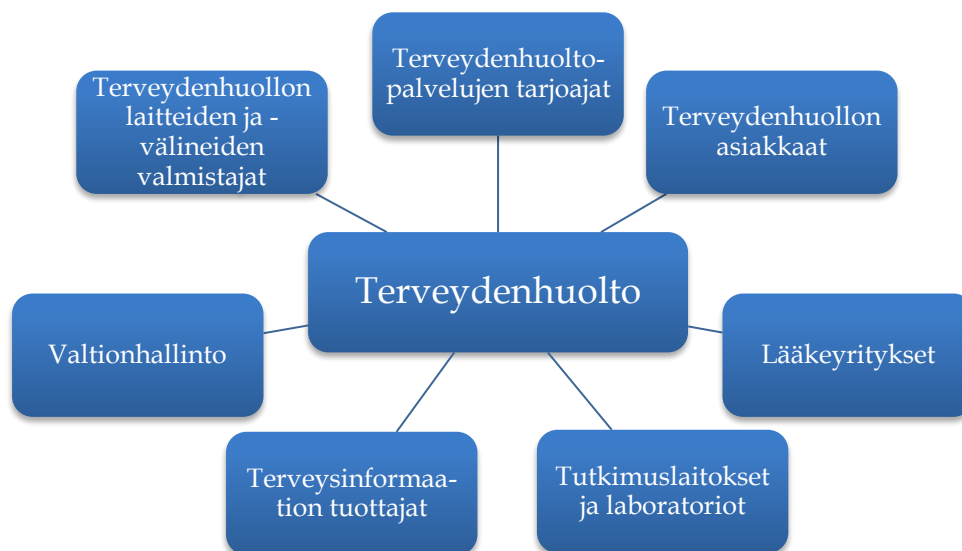 Terveydenhuolto-
palvelujen tarjoajat
Terveydenhuollon
laitteiden ja -
välineiden
valmistajat
Terveydenhuollon
asiakkaat
Terveydenhuolto
Valtionhallinto
Lääkeyritykset
Terveysinformaa-
tion tuottajat
Tutkimuslaitokset
ja laboratoriot